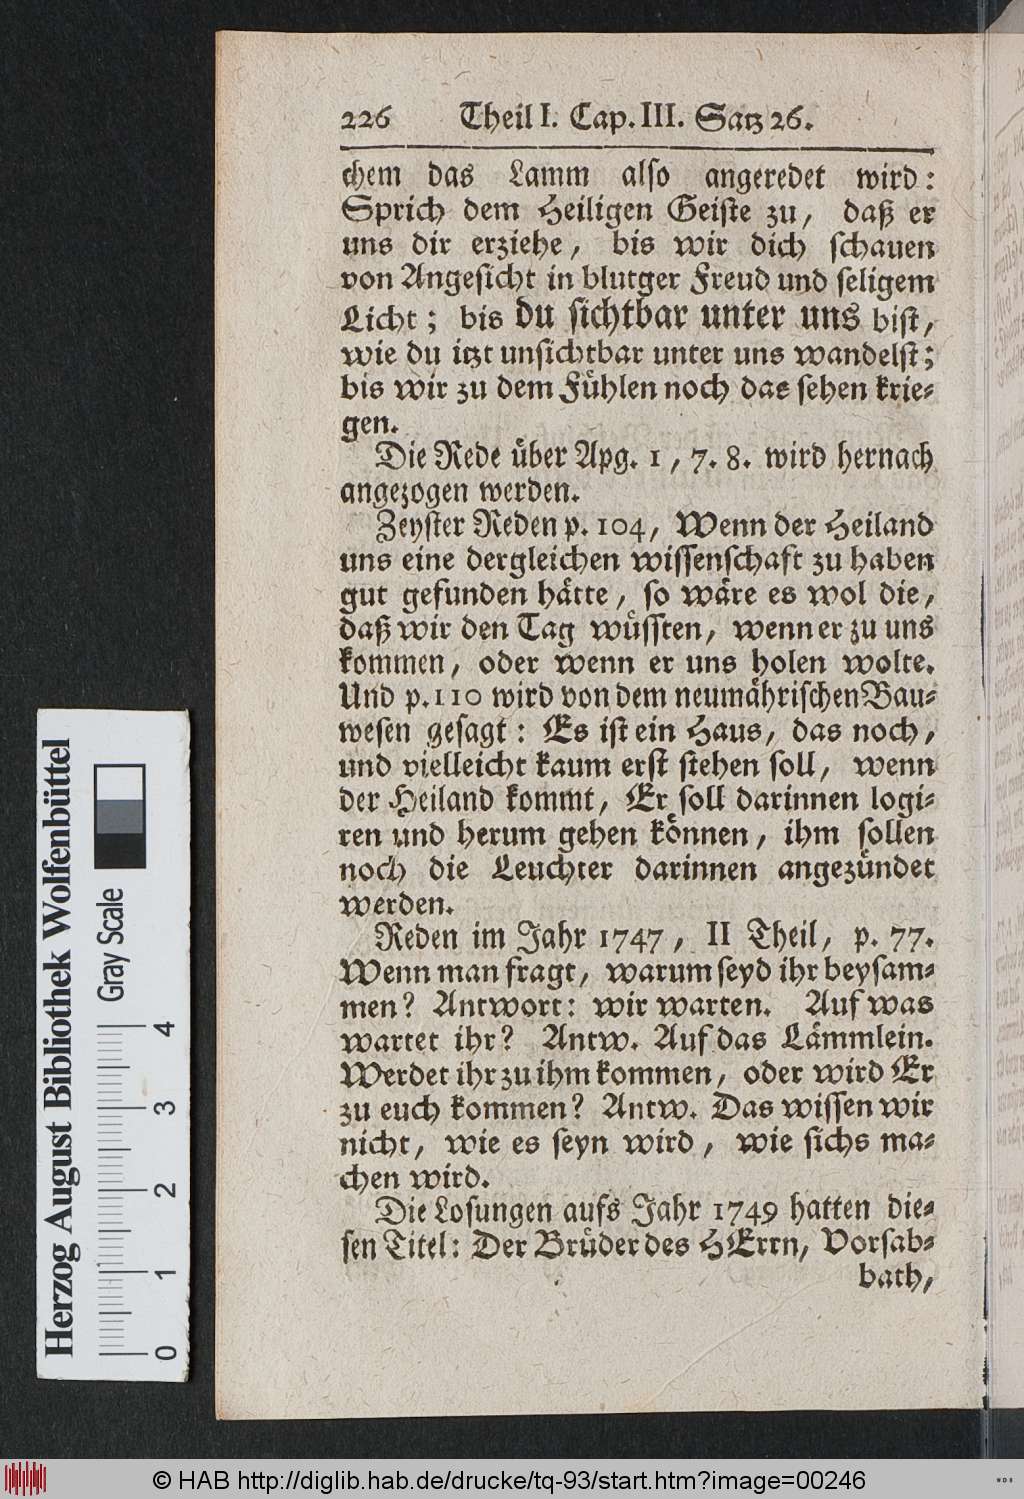 226 Theil I. Cap. III. Satz 26.
chem das Lamm also angeredet wird:
Sprich dem Heiligen Geiste zu, daß er
uns dir erziehe, bis wir dich schauen
von Angesicht in blutger Freud und seligem
Licht; bis du sichtbar unter uns bist,
wie du itzt unsichtbar unter uns wandelst;
bis wir zu dem Fühlen noch das sehen krie-
gen.
Die Rede über Apg. 1, 7. 8. wird hernach
angezogen werden.
Zeyster Reden p. 104, Wenn der Heiland
uns eine dergleichen wissenschaft zu haben
gut gefunden hätte, so wäre es wol die,
daß wir den Tag wüssten, wenn er zu uns
kommen, oder wenn er uns holen wolte.
Und p. 110 wird von dem neumährischen Bau-
wesen gesagt: Es ist ein Haus, das noch,
und vielleicht kaum erst stehen soll, wenn
der Heiland kommt, Er soll darinnen logi-
ren und herum gehen können, ihm sollen
noch die Leuchter darinnen angezündet
werden.
Reden im Jahr 1747, II Theil, p. 77.
Wenn man fragt, warum seyd ihr beysam-
men? Antwort: wir warten. Auf was
wartet ihr? Antw. Auf das Lämmlein.
Werdet ihr zu ihm kommen, oder wird Er
zu euch kommen? Antw. Das wissen wir
nicht, wie es seyn wird, wie sichs ma-
chen wird.
Die Losungen aufs Jahr 1749 hatten die-
sen Titel: Der Brüder des HErrn, Vorsab-
bath,
Herzog August Bibliothek Wolfenbüttel
Gray Scale
0 1 2 3 4
© HAB http://diglib.hab.de/drucke/tq-93/start.htm?image=00246